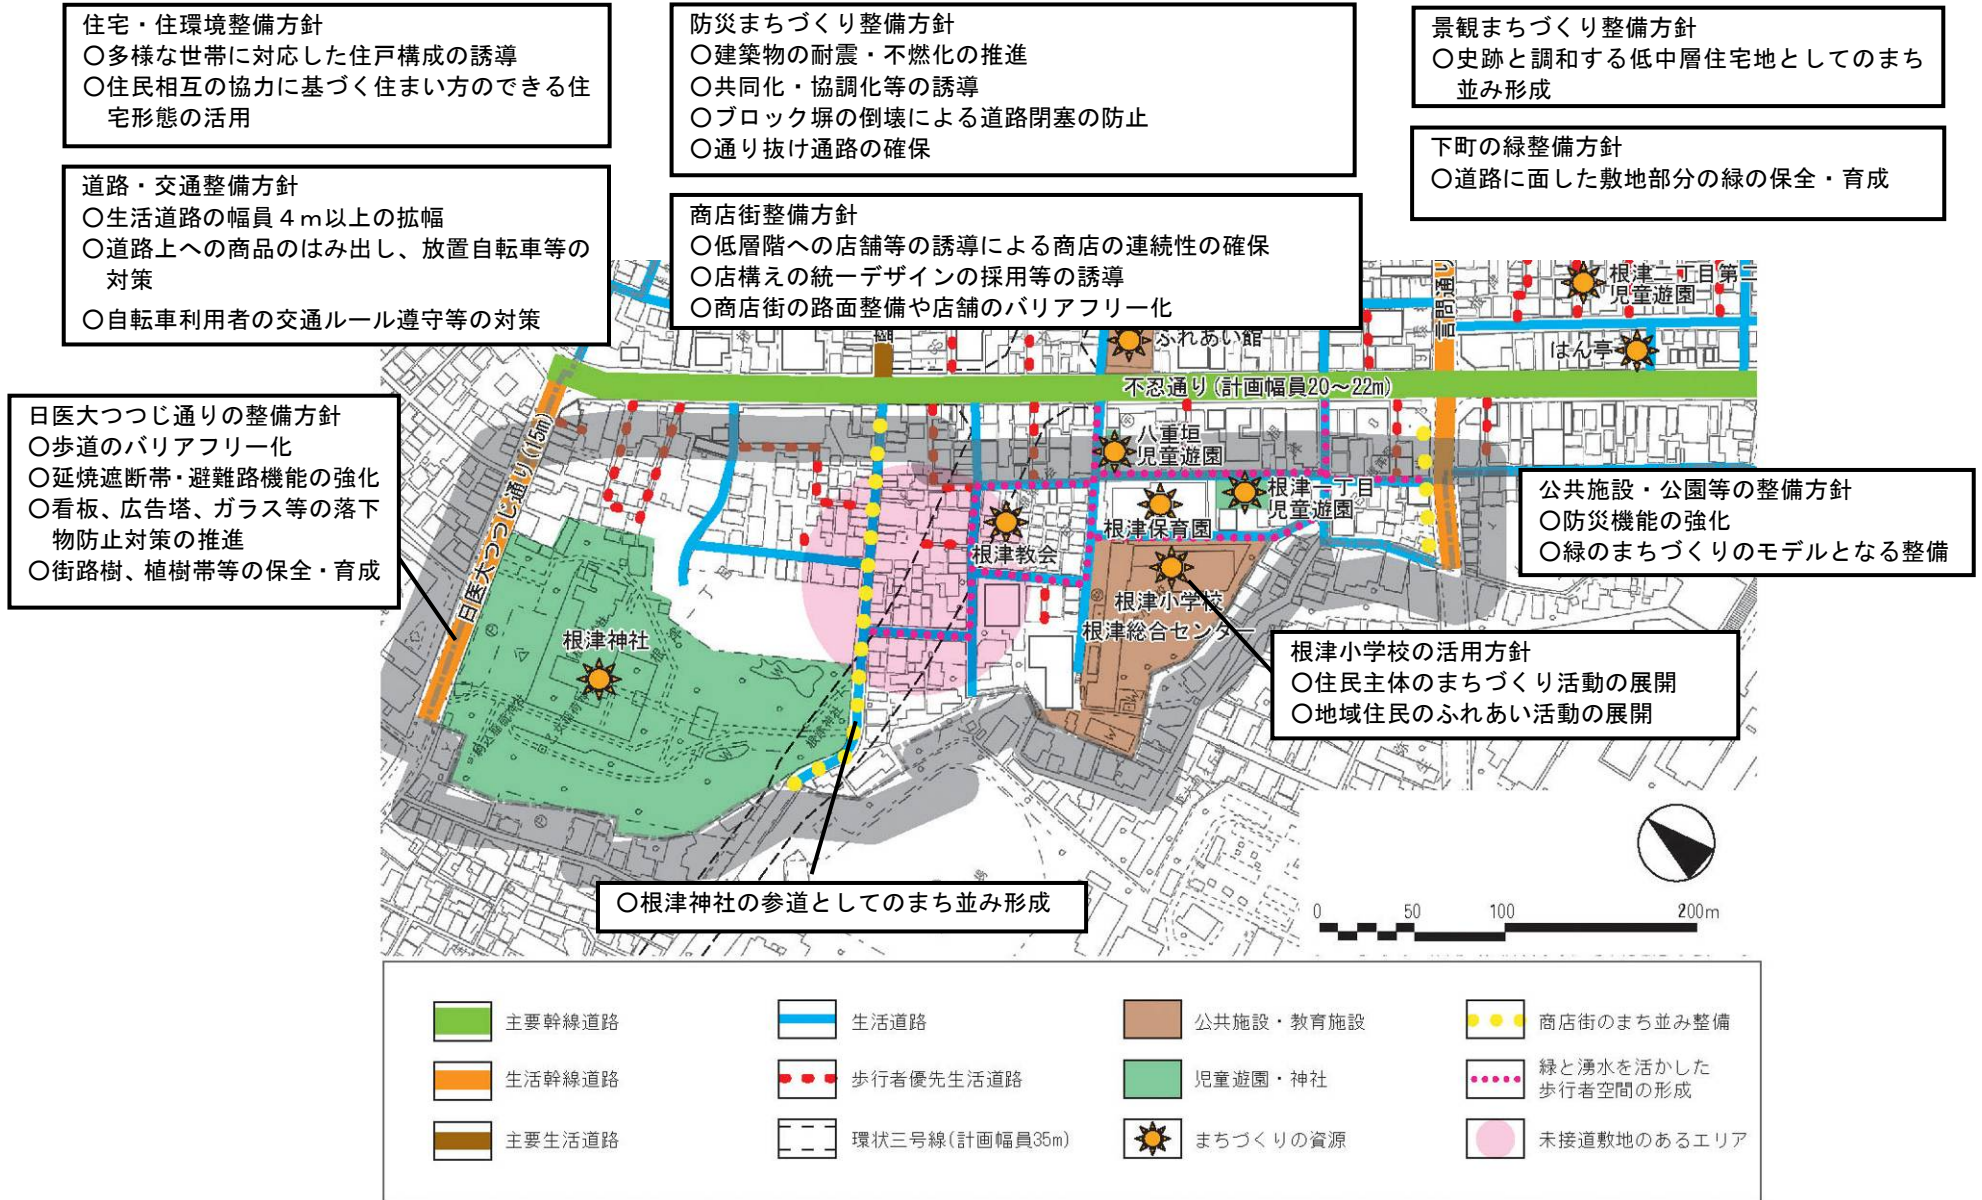 住宅・住環境整備方針
〇多様な世帯に対応した住戸構成の誘導
〇住民相互の協力に基づく住まい方のできる住
宅形態の活用
道路・交通整備方針
〇生活道路の幅員４ｍ以上の拡幅
〇道路上への商品のはみ出し、放置自転車等の
対策
〇自転車利用者の交通ルール遵守等の対策
防災まちづくり整備方針
〇建築物の耐震・不燃化の推進
〇共同化・協調化等の誘導
〇ブロック塀の倒壊による道路閉塞の防止
〇通り抜け通路の確保
商店街整備方針
〇低層階への店舗等の誘導による商店の連続性の確保
〇店構えの統一デザインの採用等の誘導
〇商店街の路面整備や店舗のバリアフリー化
景観まちづくり整備方針
〇史跡と調和する低中層住宅地としてのまち
並み形成
下町の緑整備方針
〇道路に面した敷地部分の緑の保全・育成
日医大つつじ通りの整備方針
〇歩道のバリアフリー化
〇延焼遮断帯・避難路機能の強化
〇看板、広告塔、ガラス等の落下
物防止対策の推進
〇街路樹、植樹帯等の保全・育成
公共施設・公園等の整備方針
〇防災機能の強化
〇緑のまちづくりのモデルとなる整備
根津小学校の活用方針
〇住民主体のまちづくり活動の展開
〇地域住民のふれあい活動の展開
〇根津神社の参道としてのまち並み形成
言問通り
根津二丁目第二
児童遊園
はん亭
ふれあい館
不忍通り(計画幅員20～22m)
日医大つつじ通り(15m)
八重垣
児童遊園
根津一丁目
児童遊園
根津保育園
根津教会
根津小学校
根津総合センター
根津神社
0 50 100 200m
主要幹線道路
生活道路
公共施設・教育施設
商店街のまち並み整備
生活幹線道路
歩行者優先生活道路
児童遊園・神社
緑と湧水を活かした
歩行者空間の形成
主要生活道路
環状三号線(計画幅員35m)
まちづくりの資源
未接道敷地のあるエリア